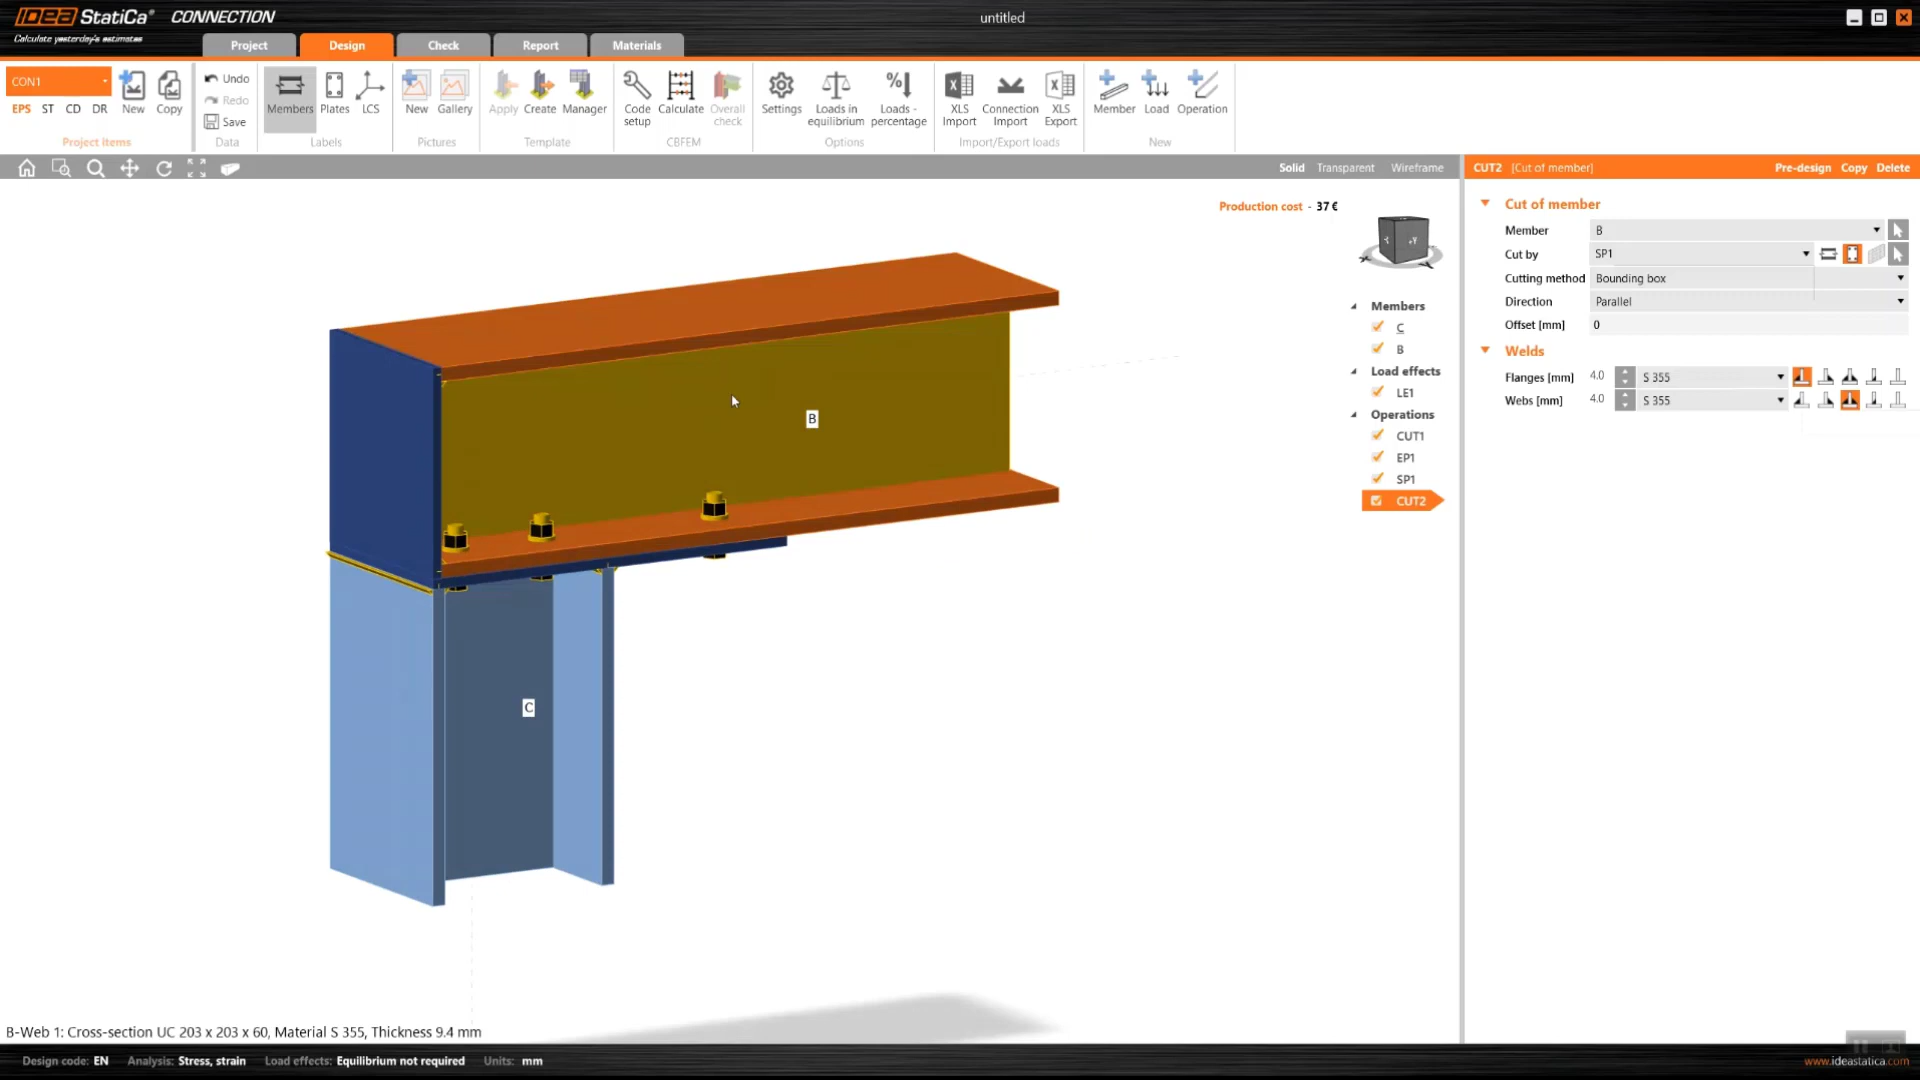 IDEA StatiCa® CONNECTION
Calculate yesterday's estimates
untitled
Project
Design
Check
Report
Materials
CON1
EPS ST CD DR
New
Copy
Project Items
Undo
Redo
Save
Data
Members
Plates
LCS
Labels
New
Gallery
Pictures
Apply
Create
Manager
Template
Code setup
Calculate
Overall check
CBFEM
Settings
Loads in equilibrium
Loads - percentage
Options
XLS Import
Connection Import
XLS Export
Import/Export loads
Member
Load
Operation
New
Solid Transparent Wireframe
CUT2 [Cut of member]
Pre-design Copy Delete
Production cost - 37 €
+Y
Members
C
B
Load effects
LE1
Operations
CUT1
EP1
SP1
CUT2
Cut of member
Member B
Cut by SP1
Cutting method Bounding box
Direction Parallel
Offset [mm] 0
Welds
Flanges [mm] 4.0 S 355
Webs [mm] 4.0 S 355
B
C
B-Web 1: Cross-section UC 203 x 203 x 60, Material S 355, Thickness 9.4 mm
Design code: EN Analysis: Stress, strain Load effects: Equilibrium not required Units: mm
www.ideastatica.com